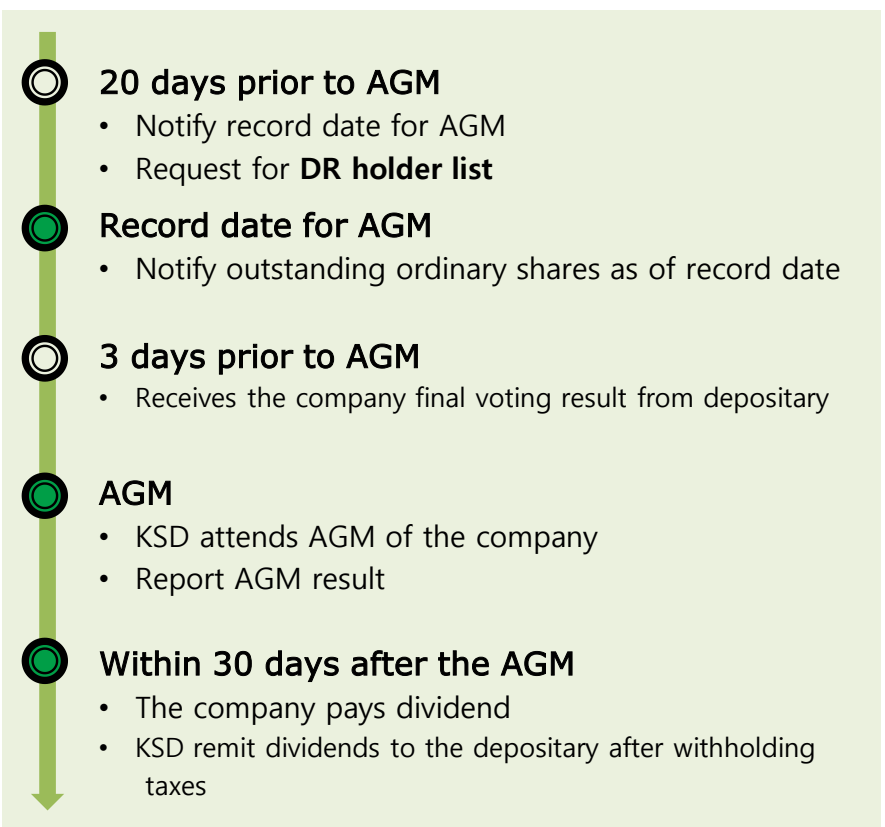 20 days prior to AGM
• Notify record date for AGM
• Request for DR holder list
Record date for AGM
• Notify outstanding ordinary shares as of record date
3 days prior to AGM
• Receives the company final voting result from depositary
AGM
• KSD attends AGM of the company
• Report AGM result
Within 30 days after the AGM
• The company pays dividend
• KSD remit dividends to the depositary after withholding
taxes